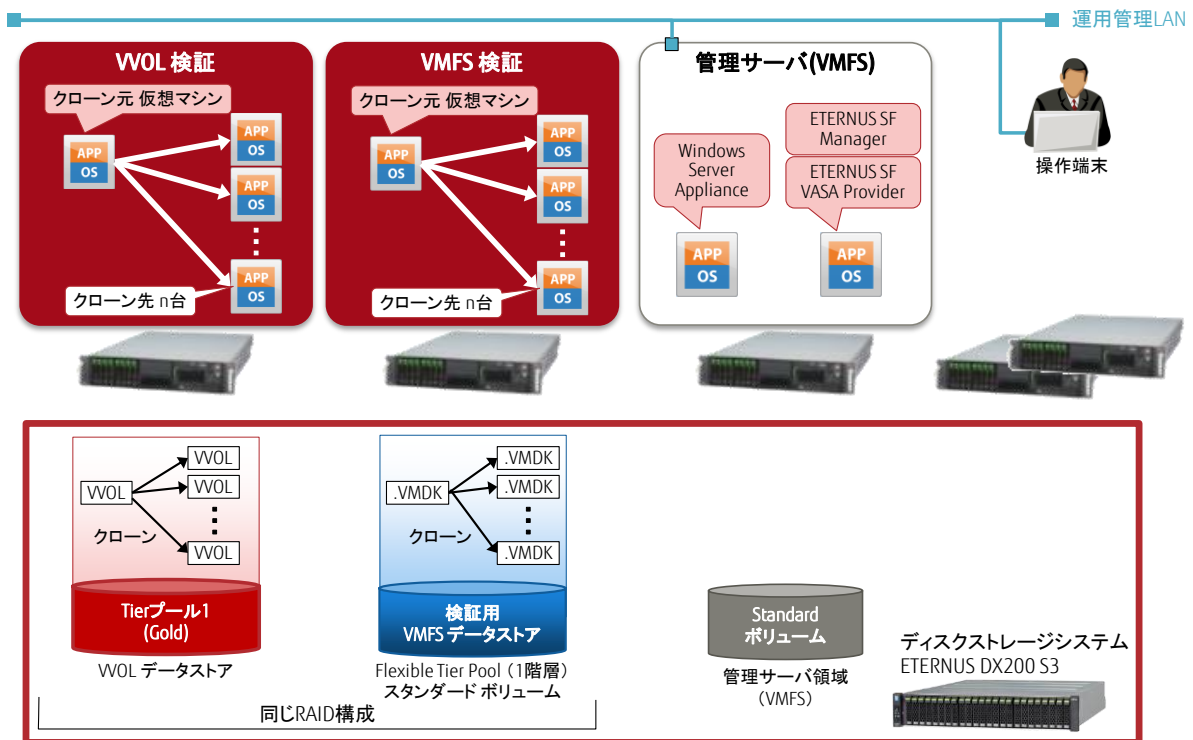 運用管理LAN
VVOL 検証
クローン元 仮想マシン
APP
OS
APP
OS
APP
OS
APP
OS
クローン先 n台
VMFS 検証
クローン元 仮想マシン
APP
OS
APP
OS
APP
OS
APP
OS
クローン先 n台
管理サーバ(VMFS)
Windows
Server
Appliance
ETERNUS SF
Manager
ETERNUS SF
VASA Provider
APP
OS
APP
OS
操作端末
VVOL
VVOL
VVOL
VVOL
クローン
Tierプール1
(Gold)
VVOL データストア
.VMDK
.VMDK
.VMDK
.VMDK
クローン
検証用
VMFS データストア
Flexible Tier Pool (1階層)
スタンダード ボリューム
同じRAID構成
Standard
ボリューム
管理サーバ領域
(VMFS)
ディスクストレージシステム
ETERNUS DX200 S3